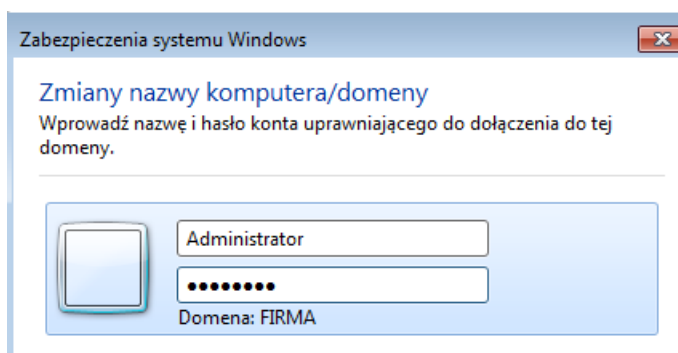 Zabezpieczenia systemu Windows
Zmiany nazwy komputera/domeny
Wprowadź nazwę i hasło konta uprawniającego do dołączenia do tej
domeny.
Administrator
●●●●●●●●
Domena: FIRMA